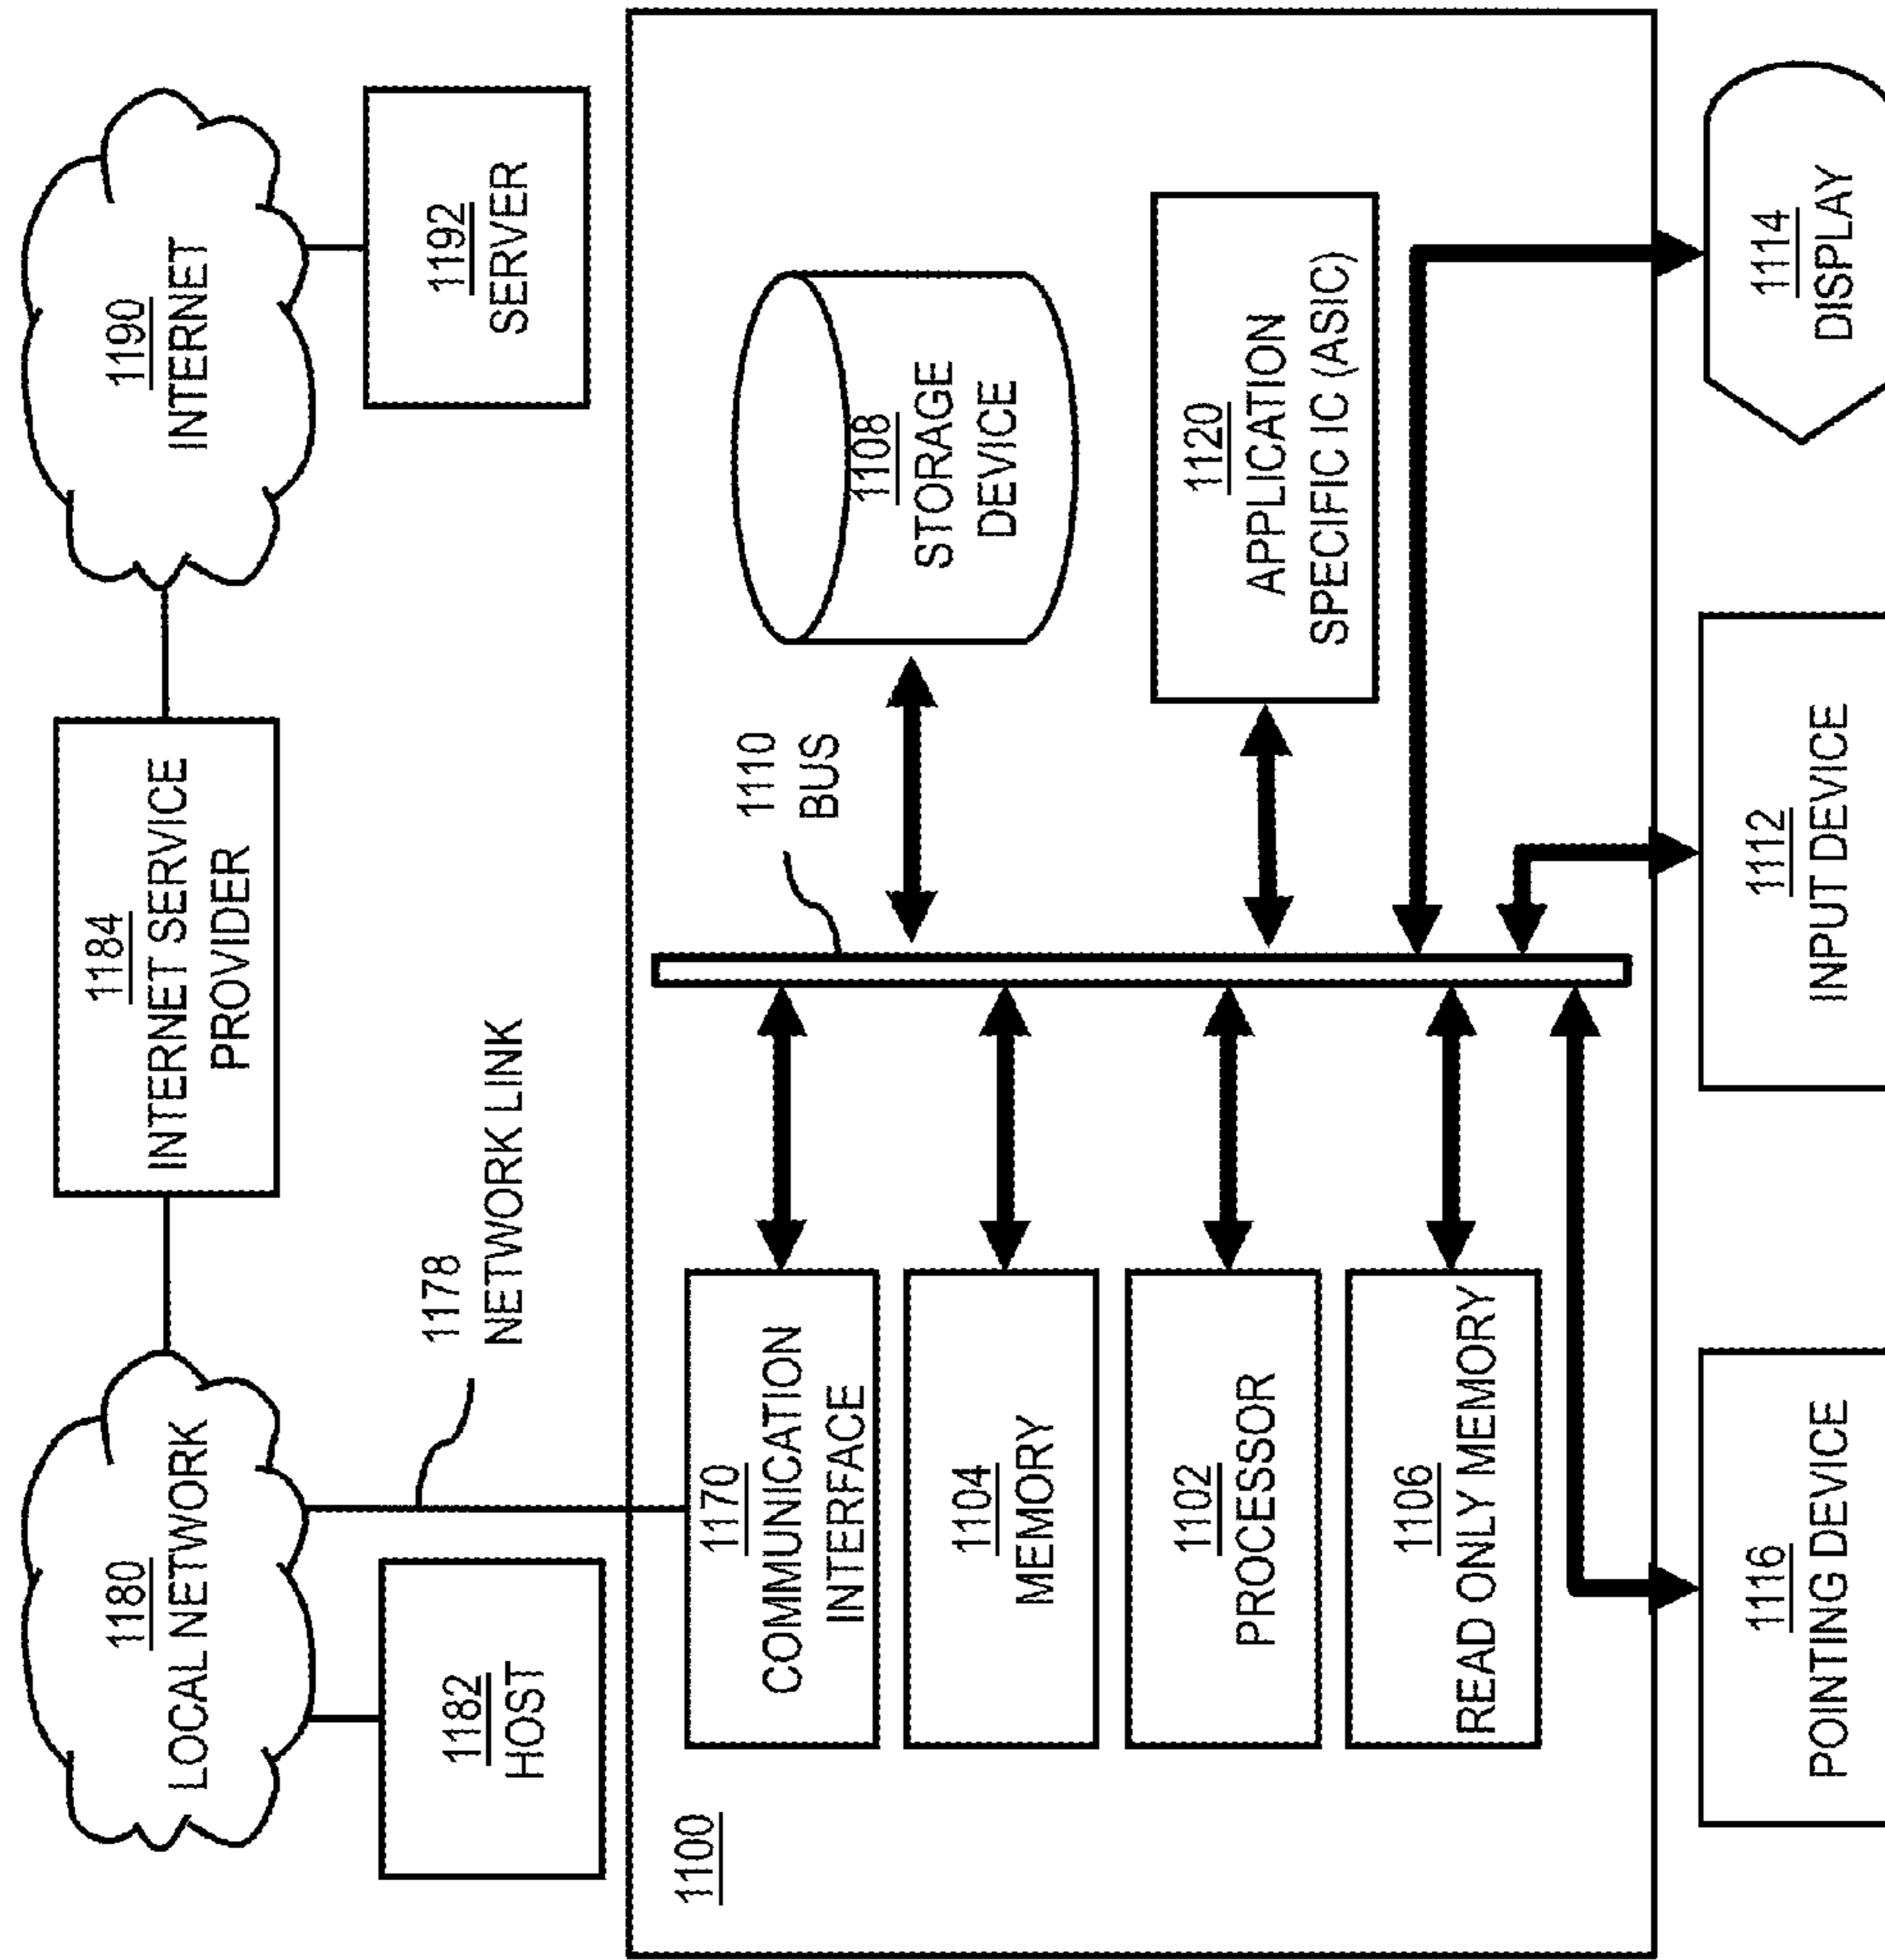 1180
LOCAL NETWORK
1184
INTERNET SERVICE
PROVIDER
1190
INTERNET
1182
HOST
1178
NETWORK LINK
1192
SERVER
1100
1170
COMMUNICATION
INTERFACE
1110
BUS
1108
STORAGE
DEVICE
1104
MEMORY
1102
PROCESSOR
1120
APPLICATION
SPECIFIC IC (ASIC)
1106
READ ONLY MEMORY
1116
POINTING DEVICE
1112
INPUT DEVICE
1114
DISPLAY